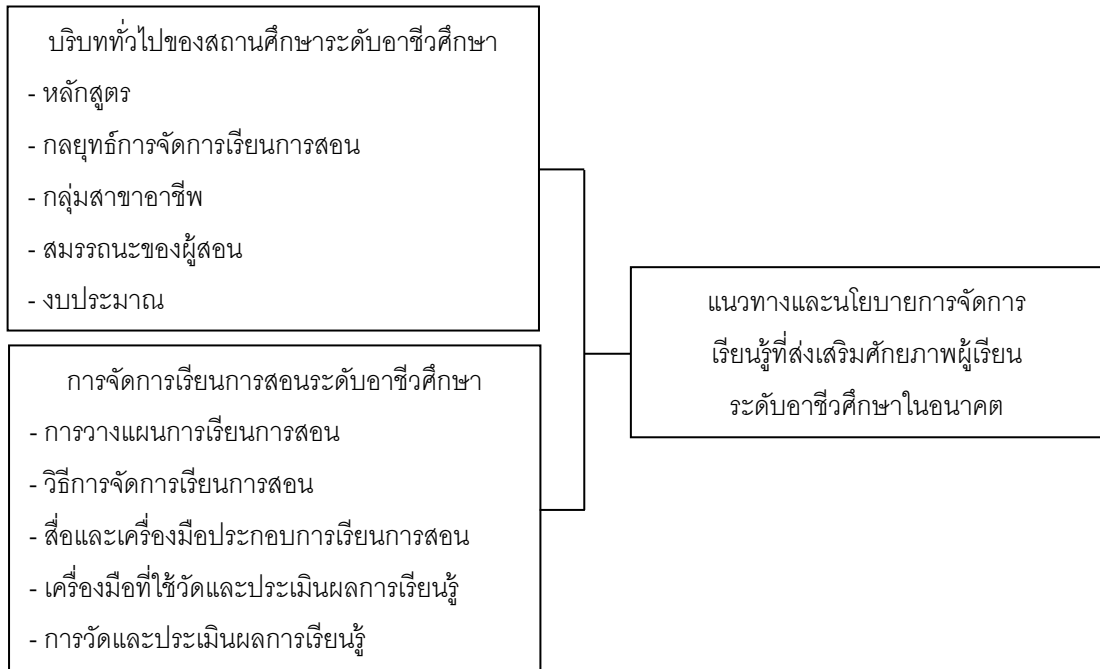 บริบททั่วไปของสถานศึกษาระดับอาชีวศึกษา
- หลักสูตร
- กลยุทธ์การจัดการเรียนการสอน
- กลุ่มสาขาอาชีพ
- สมรรถนะของผู้สอน
- งบประมาณ
การจัดการเรียนการสอนระดับอาชีวศึกษา
- การวางแผนการเรียนการสอน
- วิธีการจัดการเรียนการสอน
- สื่อและเครื่องมือประกอบการเรียนการสอน
- เครื่องมือที่ใช้วัดและประเมินผลการเรียนรู้
- การวัดและประเมินผลการเรียนรู้
แนวทางและนโยบายการจัดการ
เรียนรู้ที่ส่งเสริมศักยภาพผู้เรียน
ระดับอาชีวศึกษาในอนาคต